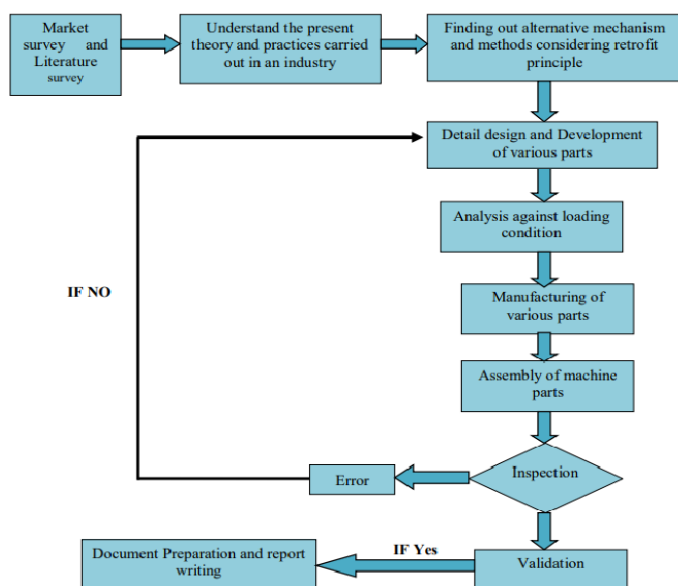 Market
survey and
Literature
survey
Understand the present
theory and practices carried
out in an industry
Finding out alternative mechanism
and methods considering retrofit
principle
Detail design and Development
of various parts
Analysis against loading
condition
IF NO
Manufacturing of
various parts
Assembly of machine
parts
Inspection
Error
IF Yes
Document Preparation and report
writing
Validation